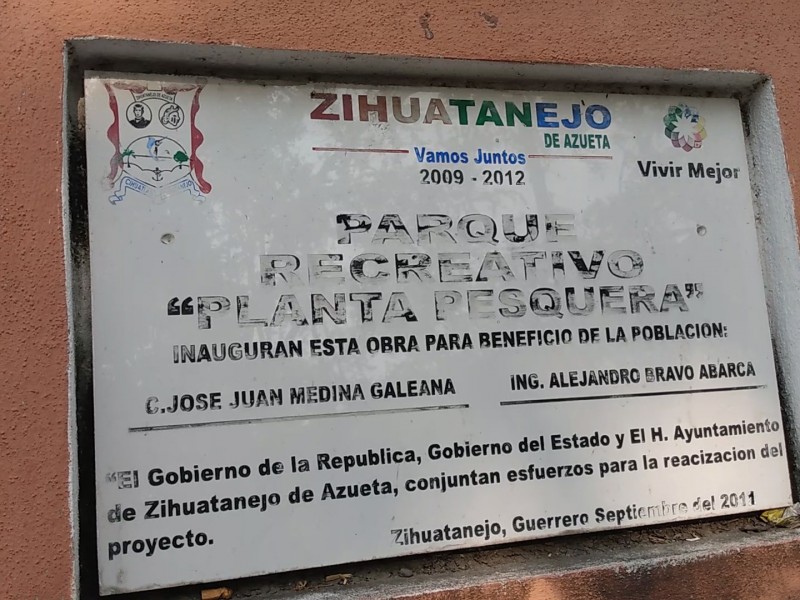 ZIHUATANEJO
DE AZUETA
Vamos Juntos
2009 - 2012
Vivir Mejor
PARQUE
RECREATIVO
"PLANTA PESQUERA"
INAUGURAN ESTA OBRA PARA BENEFICIO DE LA POBLACION:
C.JOSE JUAN MEDINA GALEANA
ING. ALEJANDRO BRAVO ABARCA
"El Gobierno de la Republica, Gobierno del Estado y El H. Ayuntamiento
de Zihuatanejo de Azueta, conjuntan esfuerzos para la reacizacion del
proyecto.
Zihuatanejo, Guerrero Septiembre del 2011